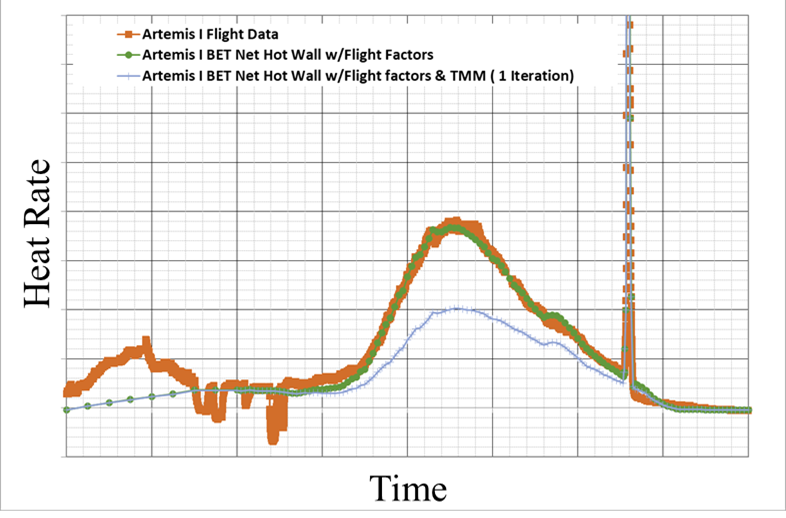 Artemis I Flight Data
Artemis I BET Net Hot Wall w/Flight Factors
Artemis I BET Net Hot Wall w/Flight factors & TMM ( 1 Iteration)
Heat Rate
Time